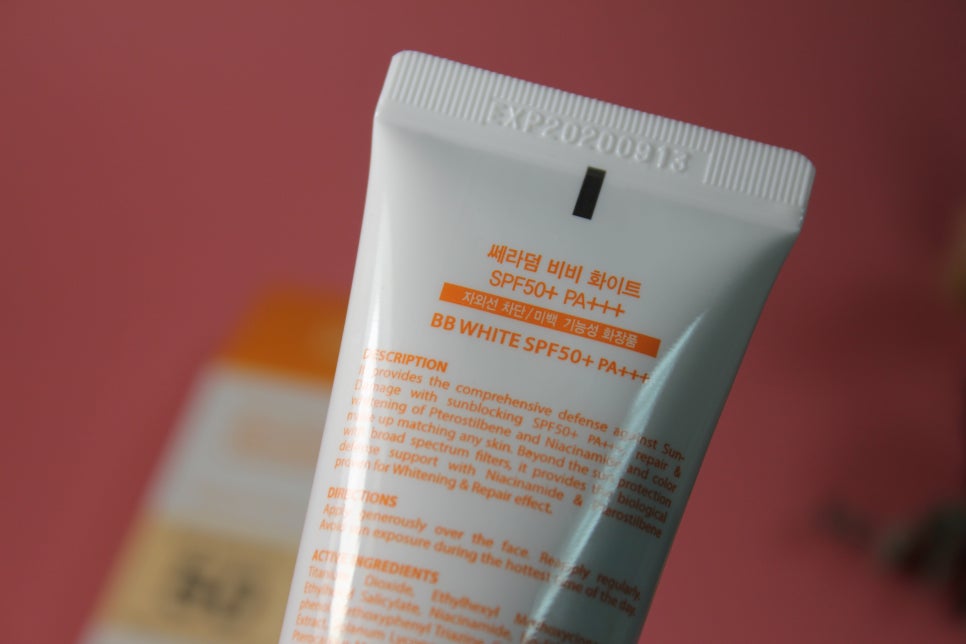 EXP20200913
쎄라덤 비비 화이트
SPF50+ PA+++
자외선 차단/미백 기능성 화장품
BB WHITE SPF50+ PA+++
DESCRIPTION
It provides the comprehensive defense against Sun-
Damage with sunblocking SPF50+ PA+++, repair &
whitening of Pterostilbene and Niacinamide and color
make up matching any skin. Beyond the sun protection
with broad spectrum filters, it provides the biological
defense support with Niacinamide & Pterostilbene
proven for Whitening & Repair effect.
DIRECTIONS
Apply generously over the face. Reapply regularly.
Avoid sun exposure during the hottest time of the day.
ACTIVE INGREDIENTS
Titanium Dioxide, Ethylhexyl
Ethylhexyl Salicylate, Niacinamide,
Triazine
Extract,